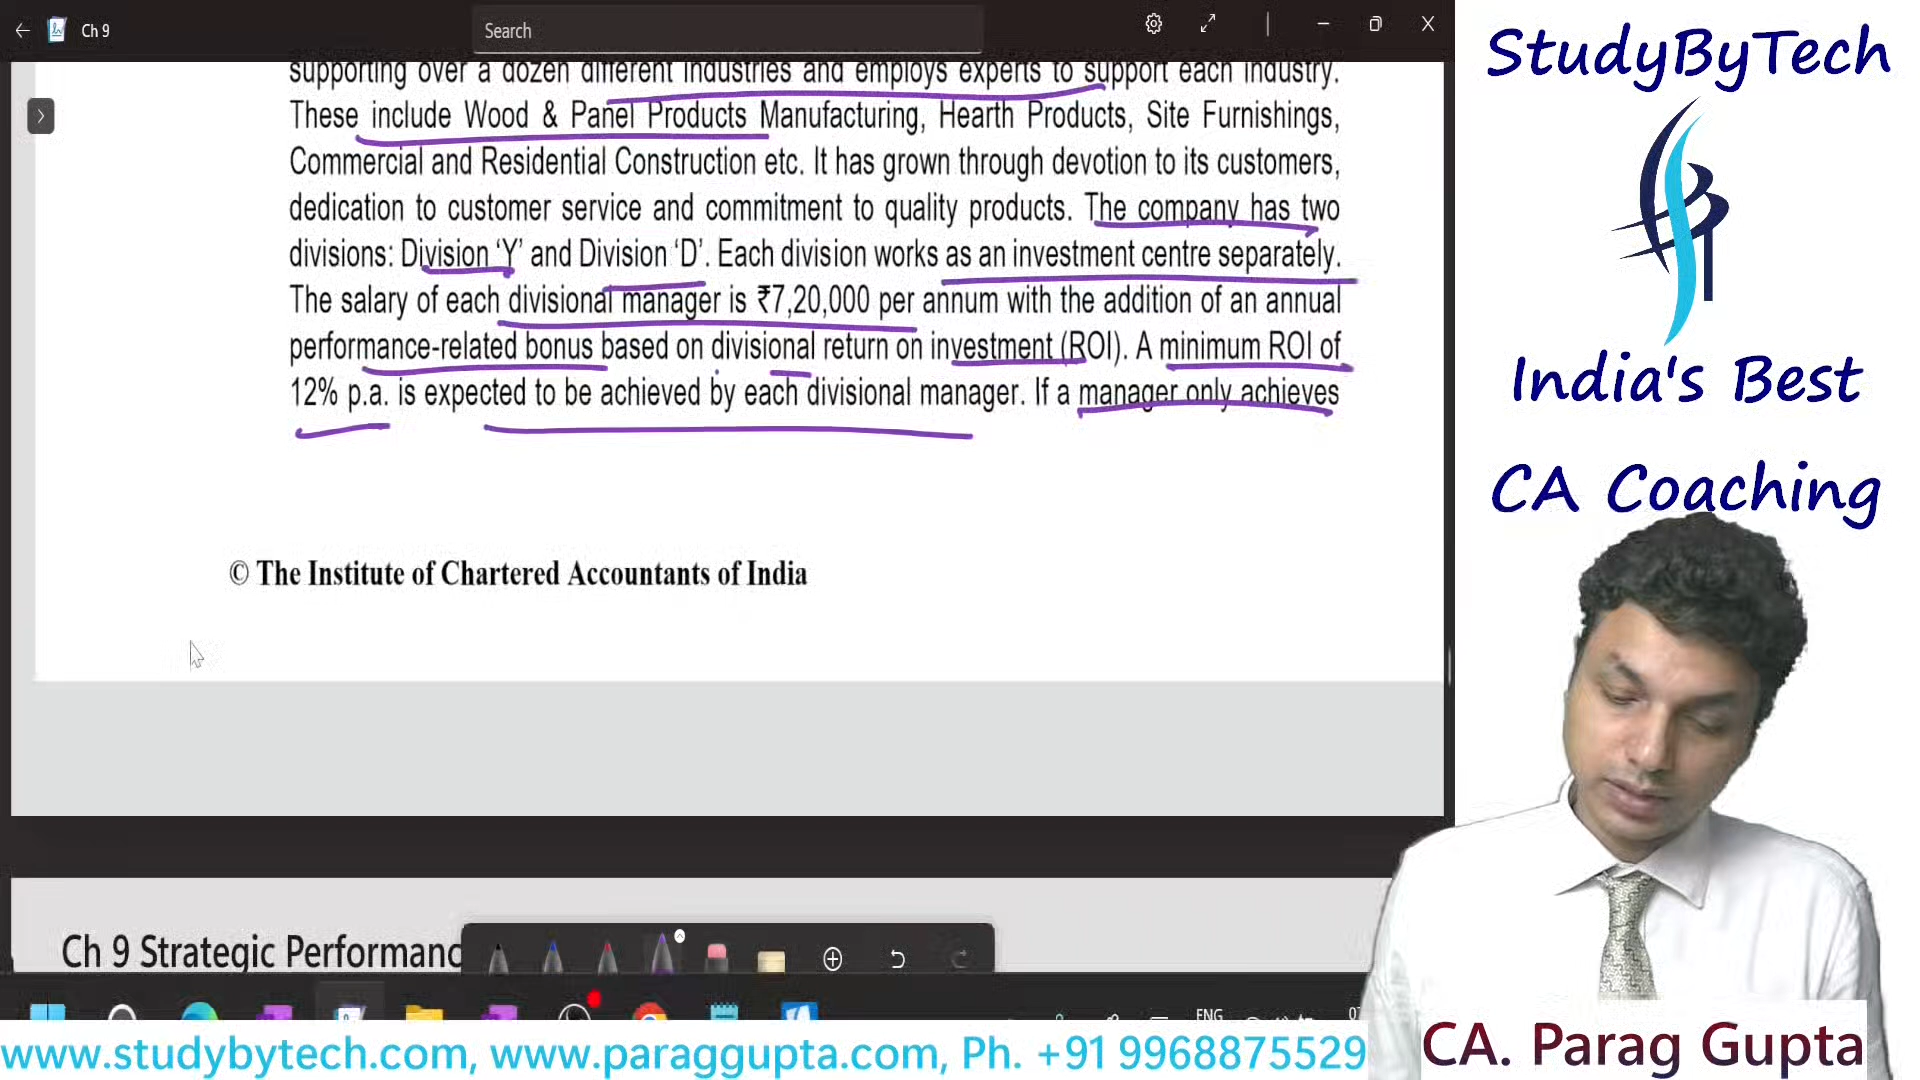 Ch 9
Search
StudyByTech
supporting over a dozen different industries and employs experts to support each industry.
These include Wood & Panel Products Manufacturing, Hearth Products, Site Furnishings,
Commercial and Residential Construction etc. It has grown through devotion to its customers,
dedication to customer service and commitment to quality products. The company has two
divisions: Division ‘Y’ and Division ‘D’. Each division works as an investment centre separately.
The salary of each divisional manager is ₹7,20,000 per annum with the addition of an annual
performance-related bonus based on divisional return on investment (ROI). A minimum ROI of
12% p.a. is expected to be achieved by each divisional manager. If a manager only achieves
© The Institute of Chartered Accountants of India
India's Best
CA Coaching
Ch 9 Strategic Performanc
ENG
www.studybytech.com, www.paraggupta.com, Ph. +91 9968875529
CA. Parag Gupta